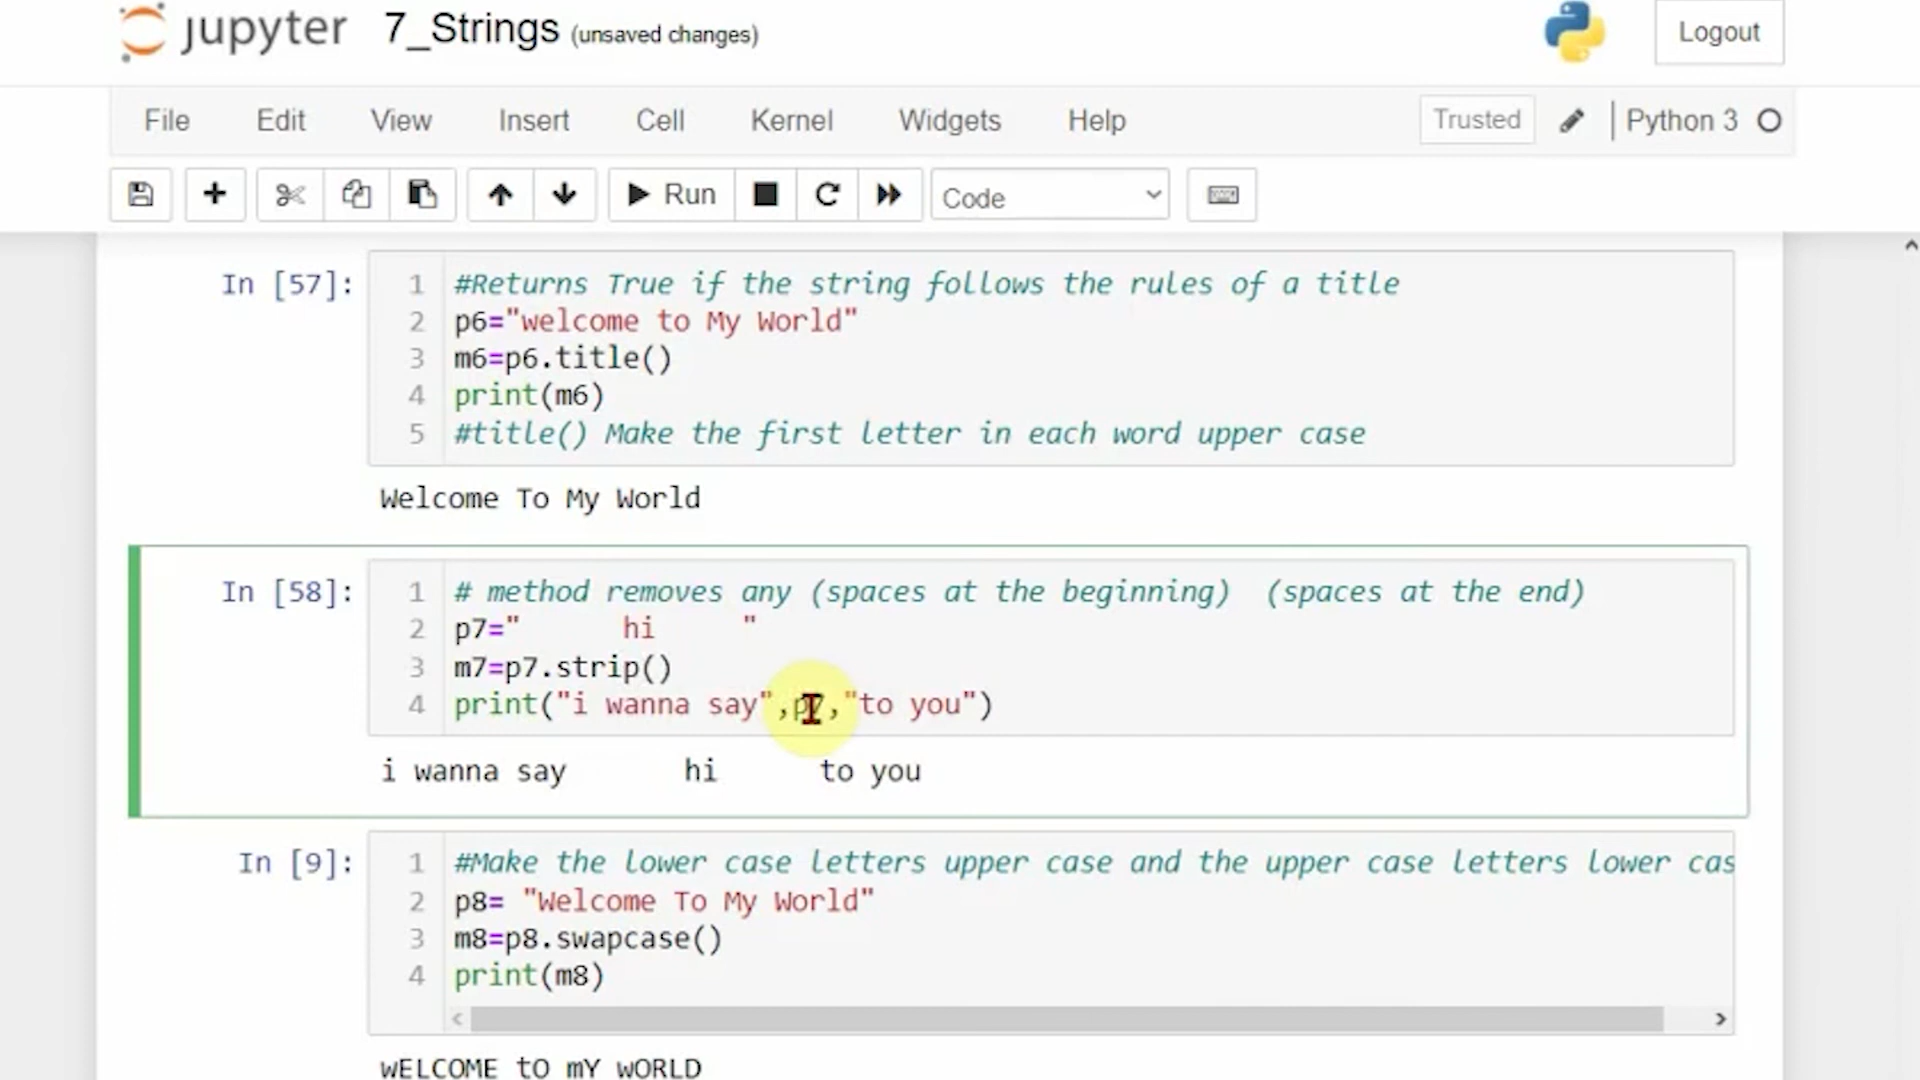 jupyter 7_Strings (unsaved changes) Logout
File Edit View Insert Cell Kernel Widgets Help Trusted Python 3
Run Code
In [57]:
1 #Returns True if the string follows the rules of a title
2 p6="welcome to My World"
3 m6=p6.title()
4 print(m6)
5 #title() Make the first letter in each word upper case
Welcome To My World
In [58]:
1 # method removes any (spaces at the beginning)  (spaces at the end)
2 p7="      hi     "
3 m7=p7.strip()
4 print("i wanna say",p7,"to you")
i wanna say       hi      to you
In [9]:
1 #Make the lower case letters upper case and the upper case letters lower cas
2 p8= "Welcome To My World"
3 m8=p8.swapcase()
4 print(m8)
wELCOME tO mY wORLD